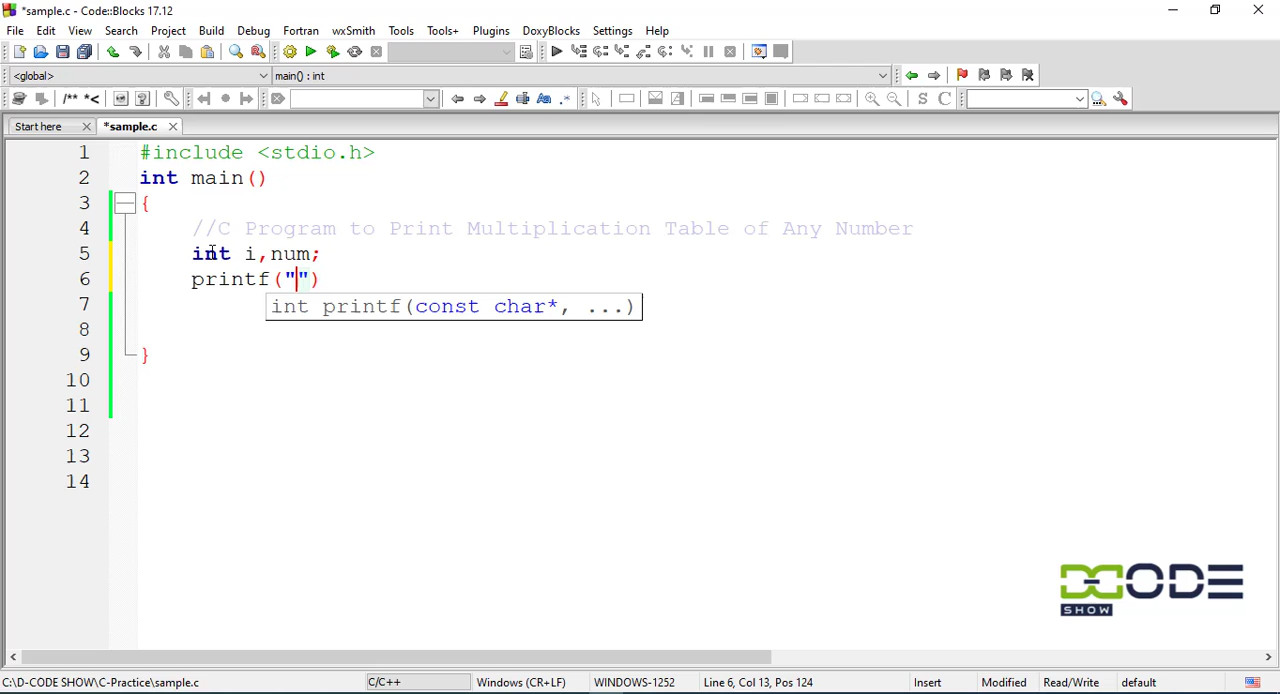 *sample.c - Code::Blocks 17.12
File Edit View Search Project Build Debug Fortran wxSmith Tools Tools+ Plugins DoxyBlocks Settings Help
<global> main() : int
/** *< S C
Start here *sample.c
1 #include <stdio.h>
2 int main()
3 {
4 //C Program to Print Multiplication Table of Any Number
5 int i,num;
6 printf("")
7 int printf(const char*, ...)
8
9 }
10
11
12
13
14
DCODE
SHOW
C:\D-CODE SHOW\C-Practice\sample.c C/C++ Windows (CR+LF) WINDOWS-1252 Line 6, Col 13, Pos 124 Insert Modified Read/Write default